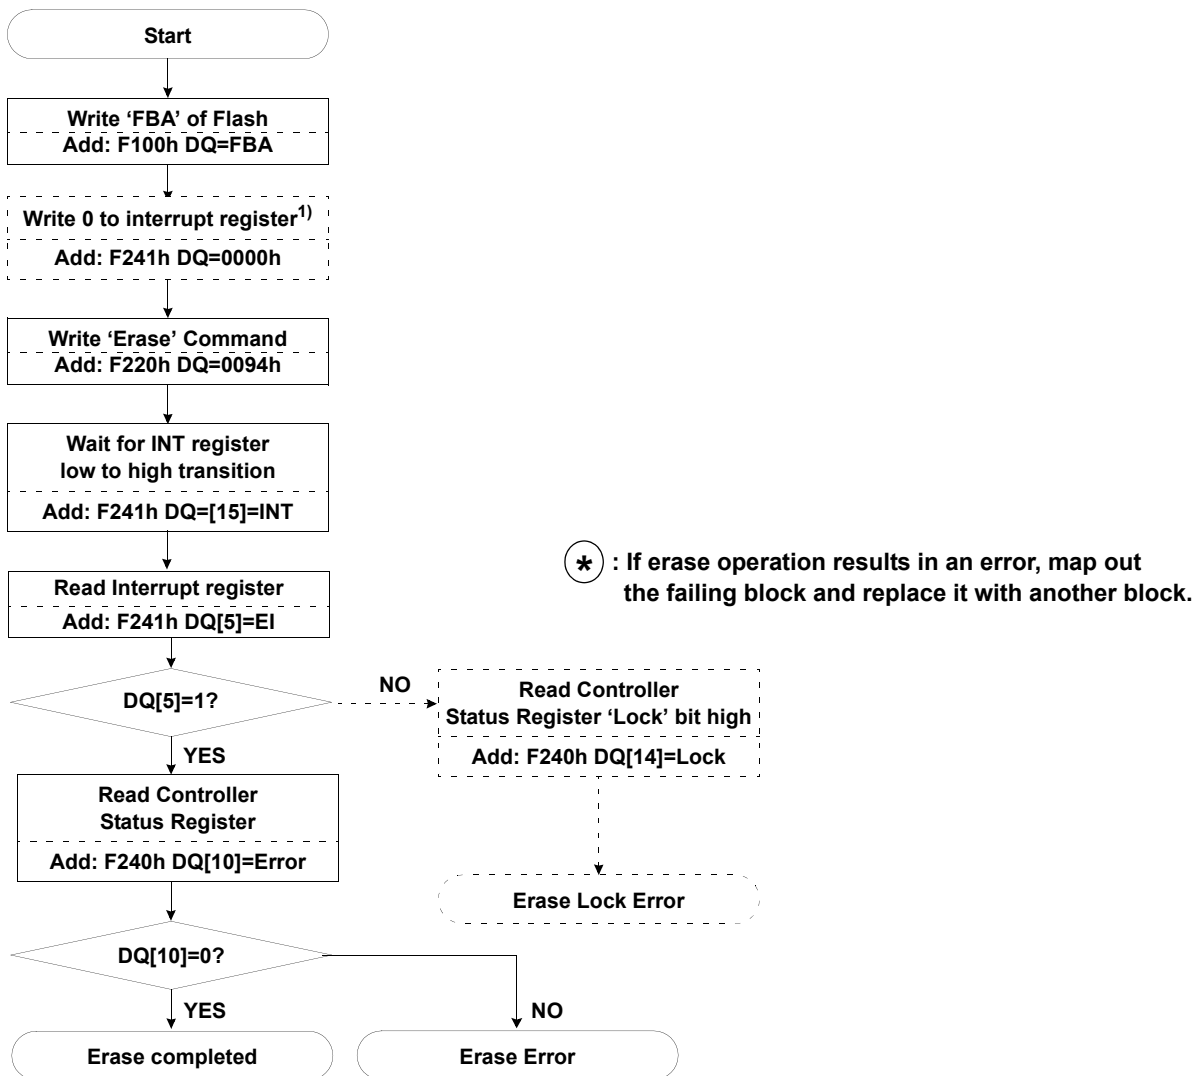 Start
Write ‘FBA’ of Flash
Add: F100h DQ=FBA
Write 0 to interrupt register1)
Add: F241h DQ=0000h
Write ‘Erase’ Command
Add: F220h DQ=0094h
Wait for INT register
low to high transition
Add: F241h DQ=[15]=INT
* : If erase operation results in an error, map out
the failing block and replace it with another block.
Read Interrupt register
Add: F241h DQ[5]=EI
DQ[5]=1?
NO
Read Controller
Status Register ‘Lock’ bit high
Add: F240h DQ[14]=Lock
YES
Read Controller
Status Register
Add: F240h DQ[10]=Error
Erase Lock Error
DQ[10]=0?
YES
NO
Erase completed
Erase Error